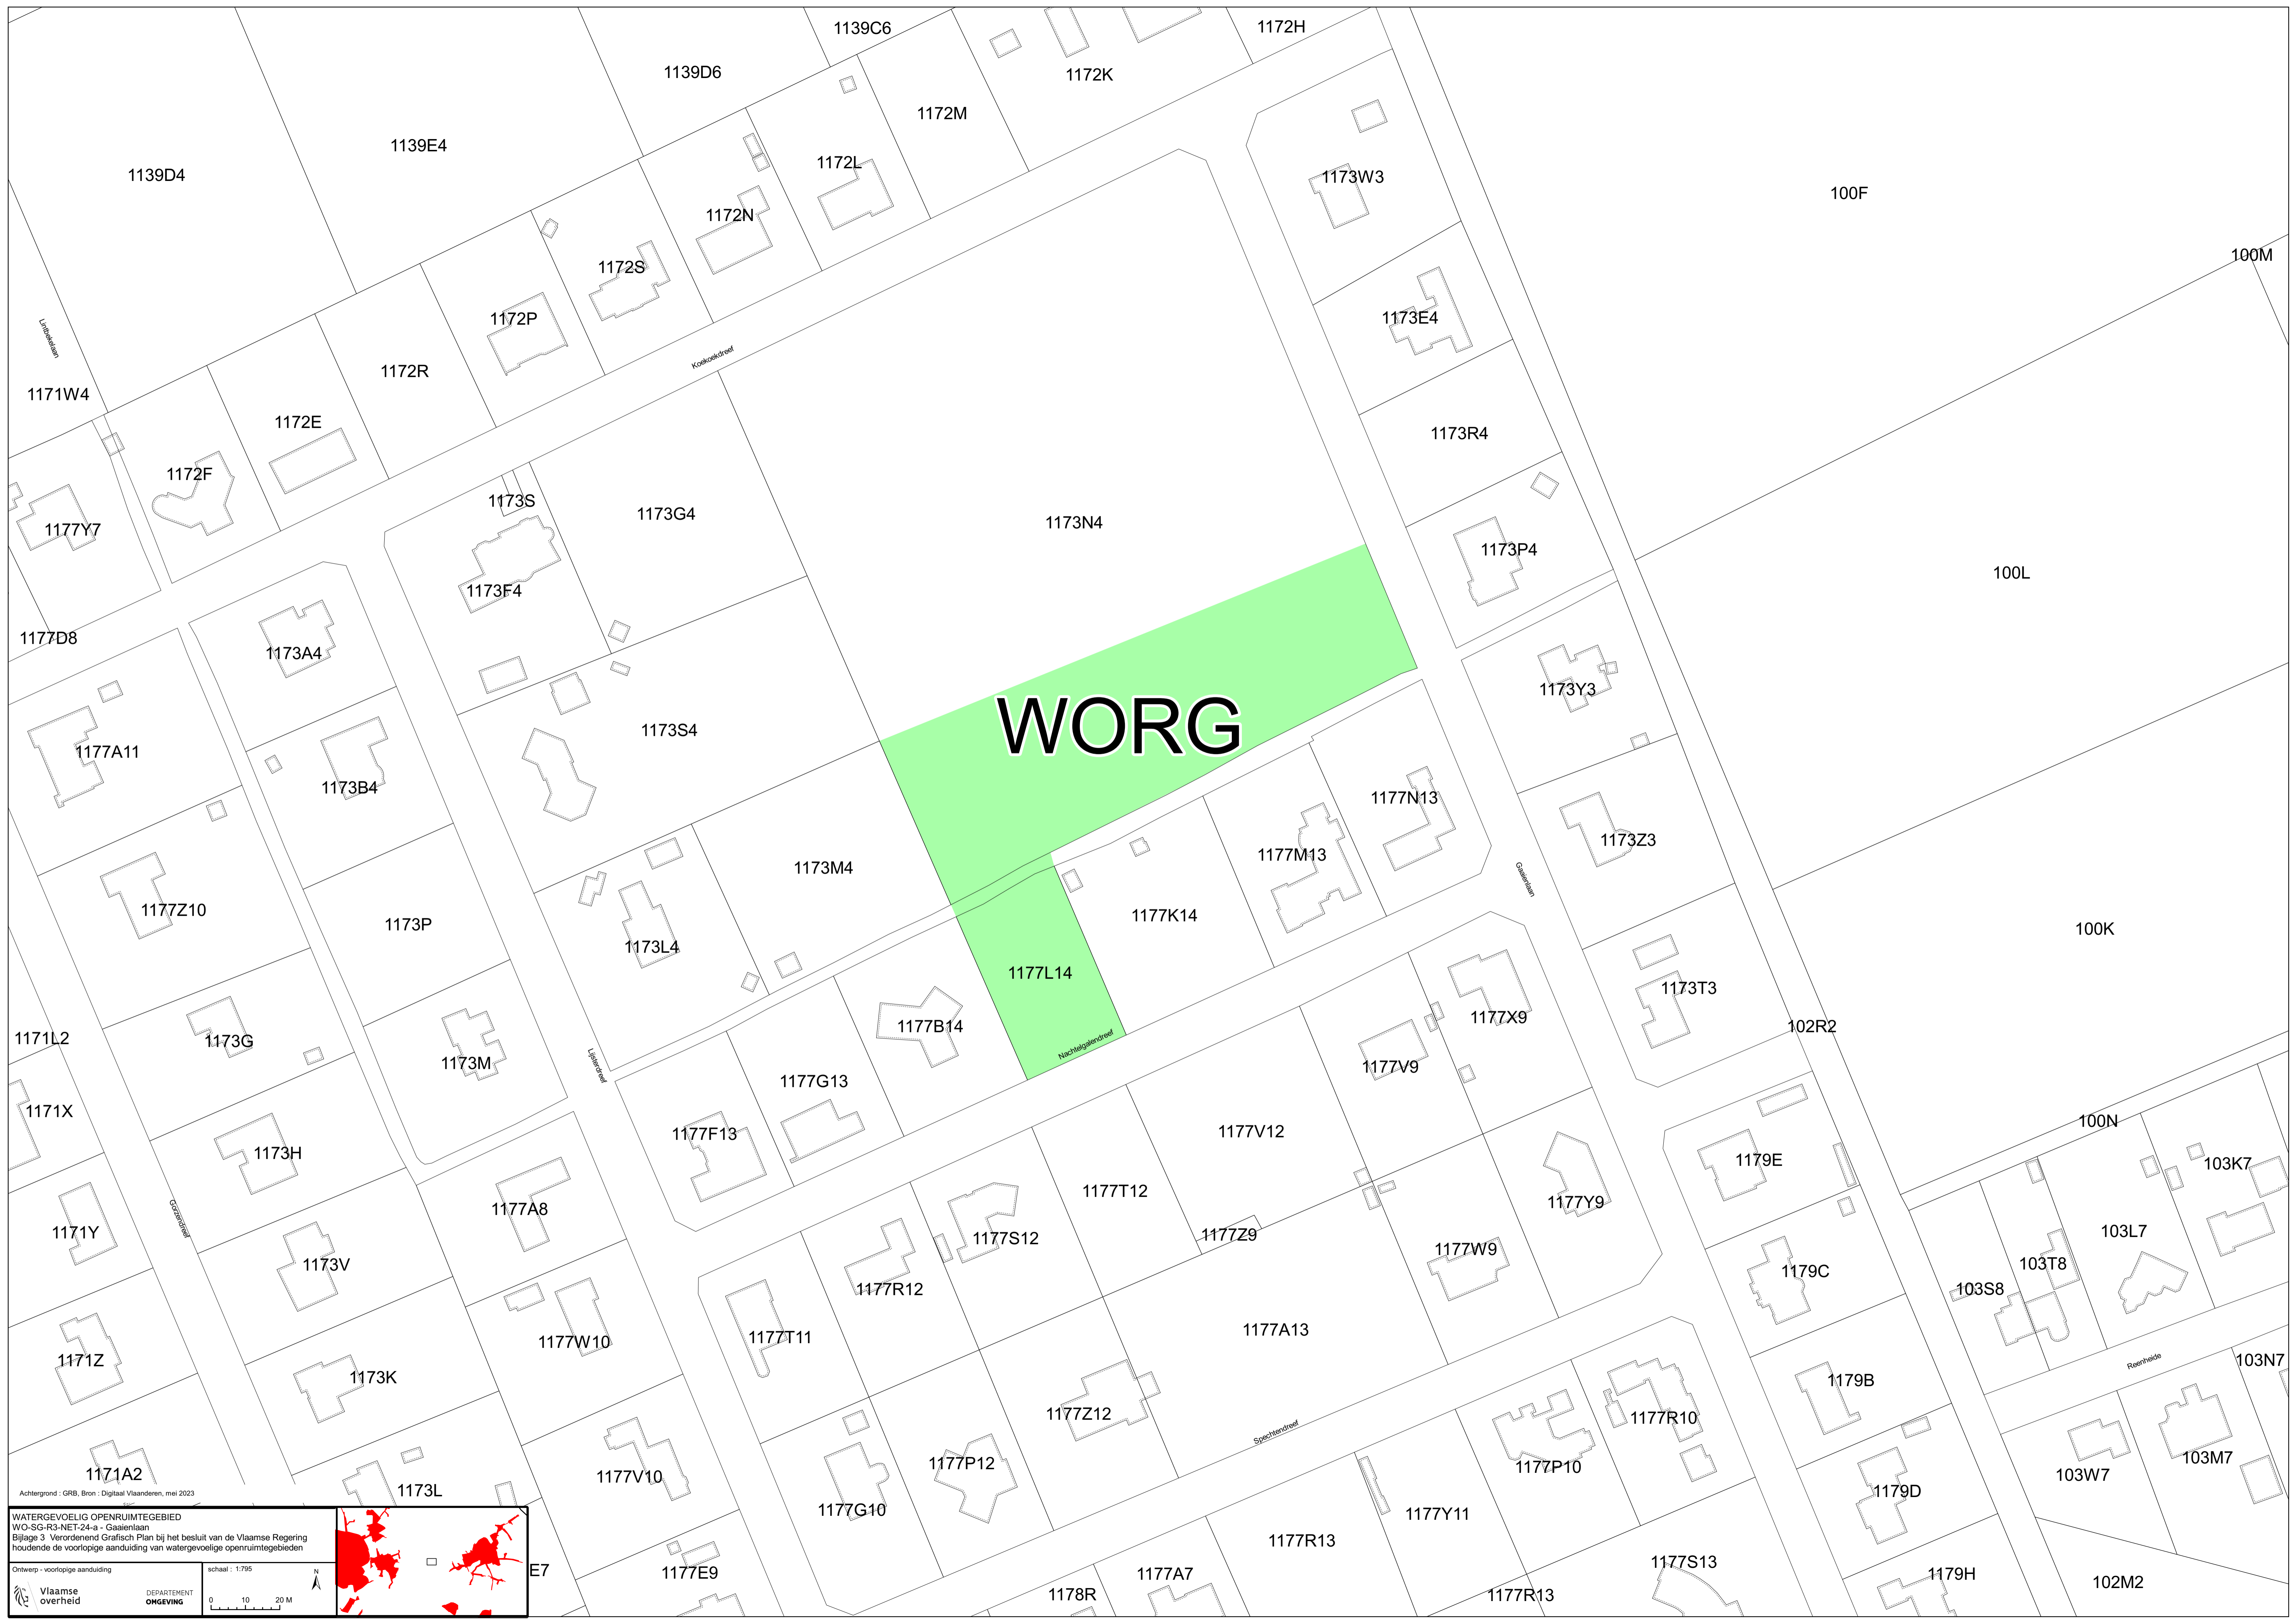 1139C6
1172H
1139D6
1172K
1172M
1139E4
1172L
1139D4
1173W3
100F
1172N
100M
1172S
1172P
1173E4
Lintbekelaan
Koekoekdreef
1172R
1171W4
1172E
1173R4
1172F
1173S
1173G4
1173N4
1177Y7
1173P4
100L
1173F4
1177D8
1173A4
1173Y3
WORG
1173S4
1177A11
1173B4
1177N13
1173Z3
1177M13
1173M4
Gaaienlaan
1177Z10
1173P
1177K14
100K
1173L4
1177L14
1173T3
1177X9
1177B14
102R2
1171L2
1173G
Nachtelgalendreef
1173M
Lijsterdreef
1177V9
1177G13
1171X
100N
1177F13
1177V12
1173H
1179E
103K7
1177T12
1177A8
1177Y9
Gorzendreef
1171Y
1177Z9
1177S12
103L7
1177W9
1173V
103T8
1179C
1177R12
103S8
1177A13
1177T11
1177W10
1171Z
Reenheide
103N7
1173K
1179B
1177Z12
1177R10
Spechtendreef
1177P12
1177P10
103M7
1171A2
1177V10
103W7
1173L
1179D
Achtergrond : GRB, Bron : Digitaal Vlaanderen, mei 2023
1177G10
1177Y11
WATERGEVOELIG OPENRUIMTEGEBIED
WO-SG-R3-NET-24-a - Gaaienlaan
Bijlage 3 Verordenend Grafisch Plan bij het besluit van de Vlaamse Regering
houdende de voorlopige aanduiding van watergevoelige openruimtegebieden
1177R13
1177S13
E7
1177E9
1177A7
1179H
102M2
1178R
1177R13
Ontwerp - voorlopige aanduiding
schaal : 1:795
N
Vlaamse
overheid
DEPARTEMENT
OMGEVING
0 10 20 M